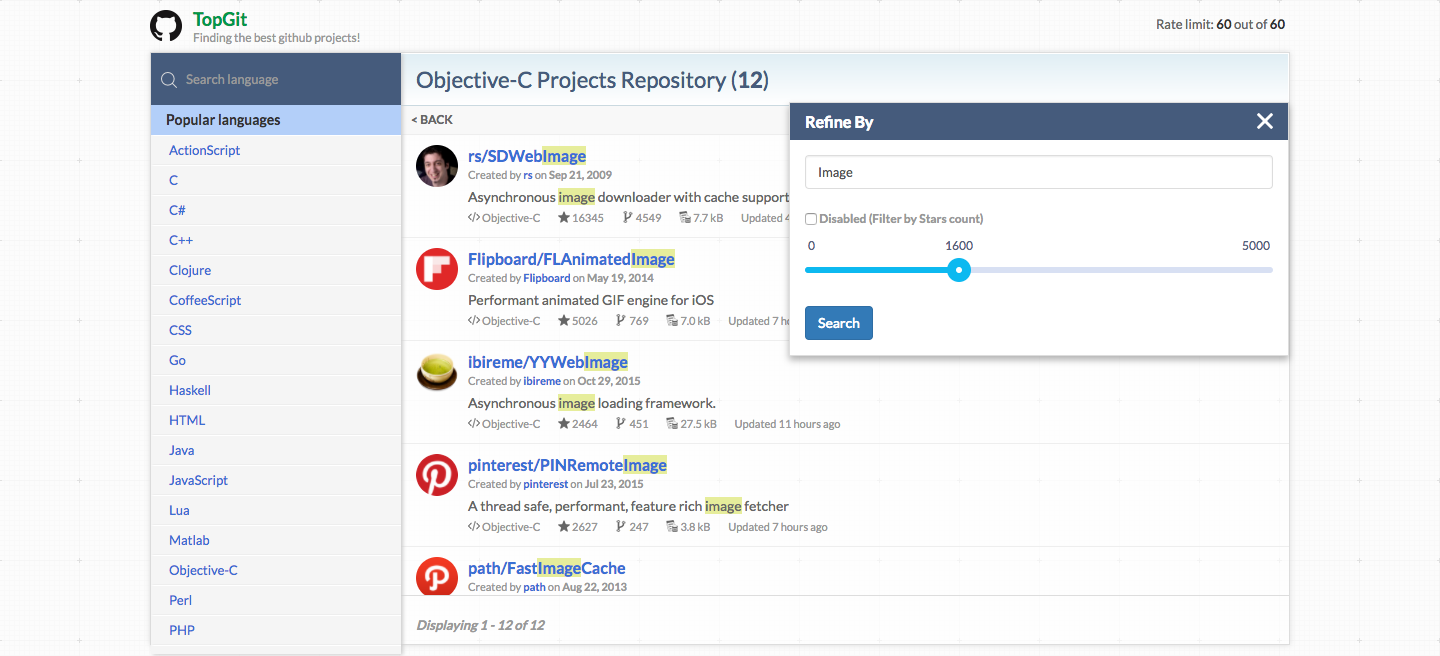 TopGit
Finding the best github projects!
Rate limit: 60 out of 60
Search language
Popular languages
ActionScript
C
C#
C++
Clojure
CoffeeScript
CSS
Go
Haskell
HTML
Java
JavaScript
Lua
Matlab
Objective-C
Perl
PHP
Objective-C Projects Repository (12)
< BACK
rs/SDWebImage
Created by rs on Sep 21, 2009
Asynchronous image downloader with cache support
Objective-C 16345 4549 7.7 kB Updated 4
Flipboard/FLAnimatedImage
Created by Flipboard on May 19, 2014
Performant animated GIF engine for iOS
Objective-C 5026 769 7.0 kB Updated 7 h
ibireme/YYWebImage
Created by ibireme on Oct 29, 2015
Asynchronous image loading framework.
Objective-C 2464 451 27.5 kB Updated 11 hours ago
pinterest/PINRemoteImage
Created by pinterest on Jul 23, 2015
A thread safe, performant, feature rich image fetcher
Objective-C 2627 247 3.8 kB Updated 7 hours ago
path/FastImageCache
Created by path on Aug 22, 2013
Displaying 1 - 12 of 12
Refine By
Image
Disabled (Filter by Stars count)
0 1600 5000
Search